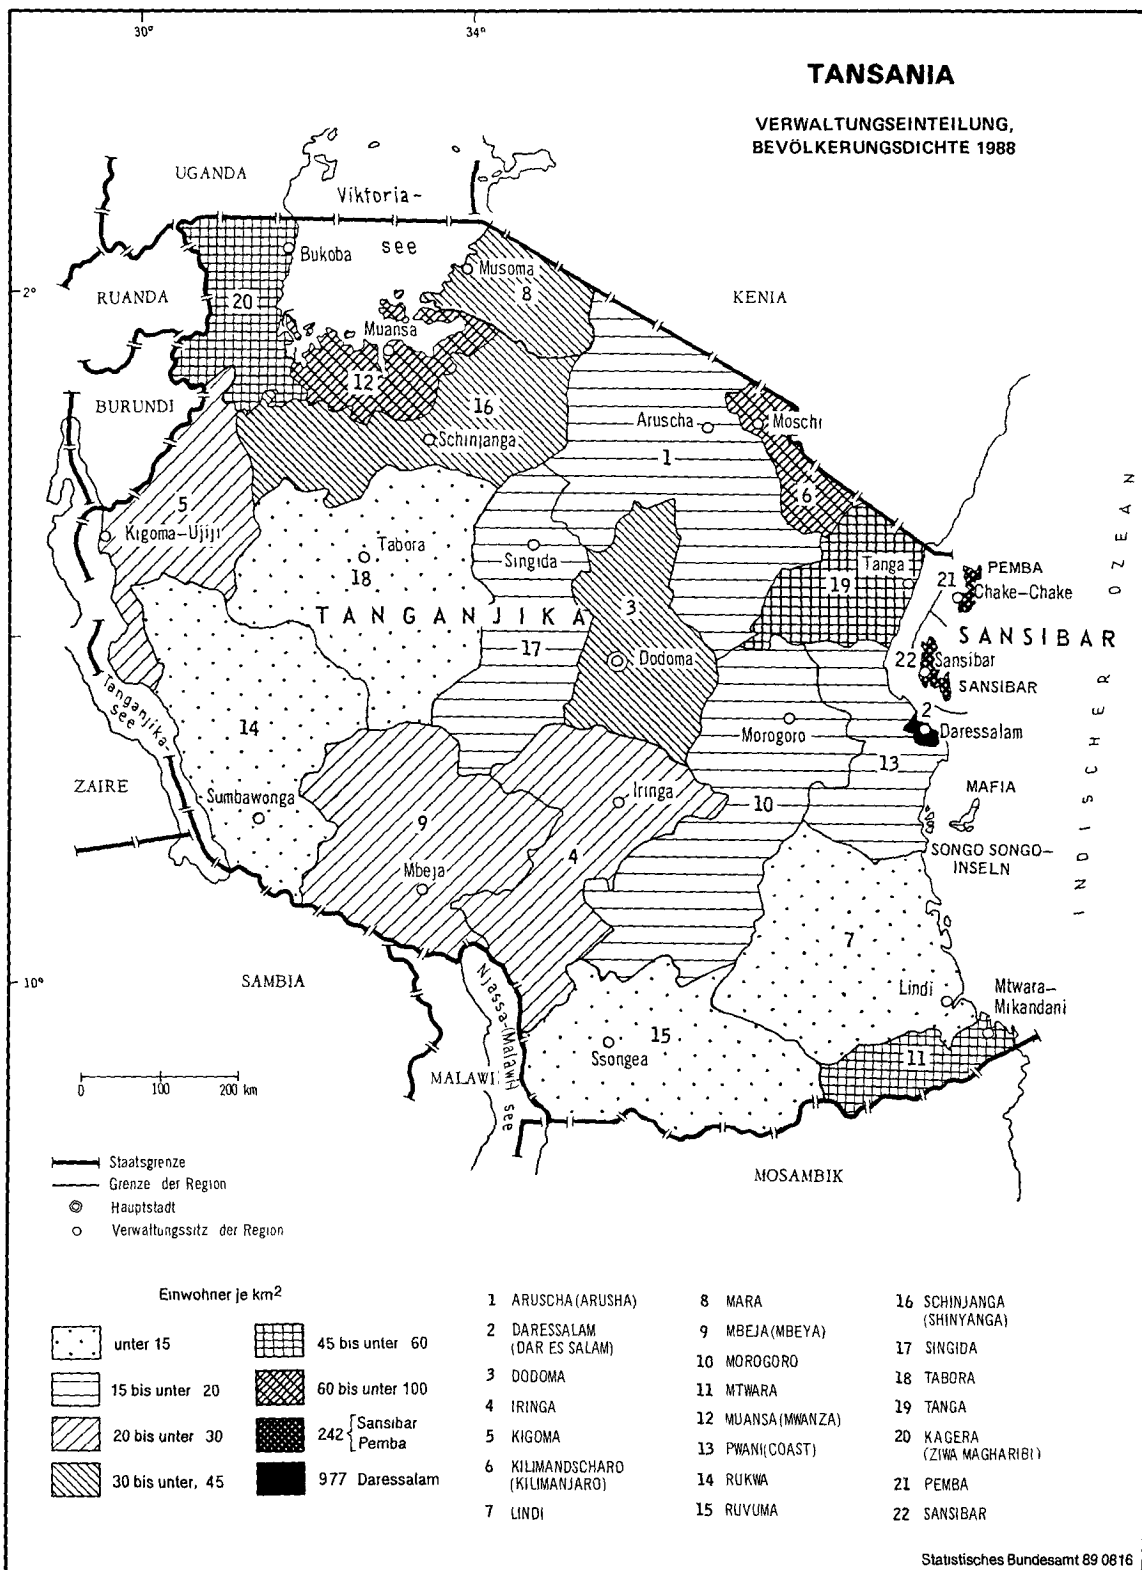 30°
34°
TANSANIA
VERWALTUNGSEINTEILUNG,
BEVÖLKERUNGSDICHTE 1988
UGANDA
Viktoria-
see
Bukoba
Musoma
8
2°
RUANDA
20
KENIA
Muansa
12
BURUNDI
16
Schinjanga
Aruscha
Moschi
1
6
5
Kigoma-Ujiji
Tabora
18
Singida
Tanga
19
21
PEMBA
Chake-Chake
TANGANJIKA
3
17
SANSIBAR
Dodoma
22
Sansibar
SANSIBAR
Tanganjika-
see
14
Morogoro
2
Daressalam
13
INDISCHER OZEAN
ZAIRE
Sumbawonga
Iringa
10
MAFIA
9
4
SONGO SONGO-
INSELN
Mbeja
7
10°
SAMBIA
Njassa-(Malawi) see
Lindi
Mtwara-
Mikandani
15
Ssongea
11
MALAWI
0 100 200 km
MOSAMBIK
Staatsgrenze
Grenze der Region
Hauptstadt
Verwaltungssitz der Region
Einwohner je km²
unter 15
15 bis unter 20
20 bis unter 30
30 bis unter, 45
45 bis unter 60
60 bis unter 100
242 { Sansibar
Pemba
977 Daressalam
1 ARUSCHA (ARUSHA)
2 DARESSALAM
(DAR ES SALAM)
3 DODOMA
4 IRINGA
5 KIGOMA
6 KILIMANDSCHARO
(KILIMANJARO)
7 LINDI
8 MARA
9 MBEJA (MBEYA)
10 MOROGORO
11 MTWARA
12 MUANSA (MWANZA)
13 PWANI (COAST)
14 RUKWA
15 RUVUMA
16 SCHINJANGA
(SHINYANGA)
17 SINGIDA
18 TABORA
19 TANGA
20 KAGERA
(ZIWA MAGHARIBI)
21 PEMBA
22 SANSIBAR
Statistisches Bundesamt 89 0816